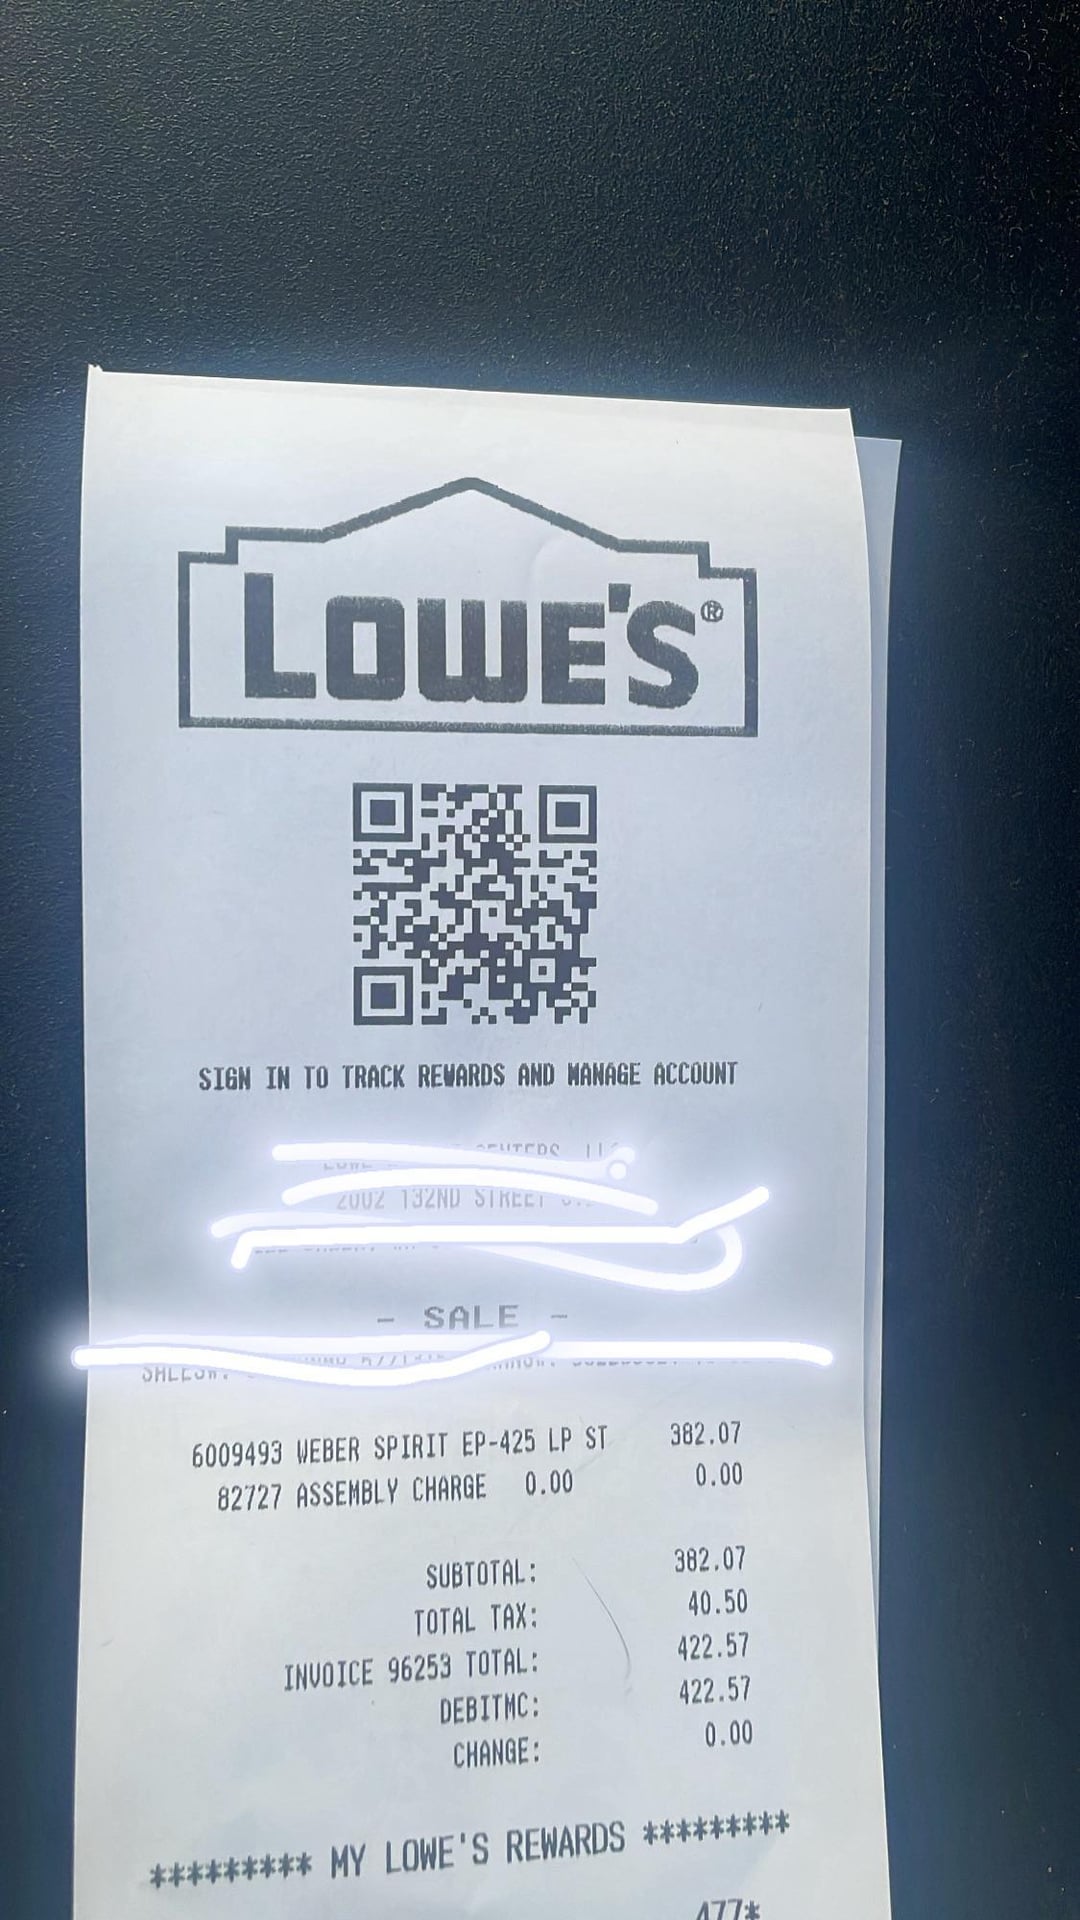 LOWE'S®
SIGN IN TO TRACK REWARDS AND MANAGE ACCOUNT
2002 132ND STREET
- SALE -
6009493 WEBER SPIRIT EP-425 LP ST 382.07
82727 ASSEMBLY CHARGE 0.00 0.00
SUBTOTAL: 382.07
TOTAL TAX: 40.50
INVOICE 96253 TOTAL: 422.57
DEBITMC: 422.57
CHANGE: 0.00
********* MY LOWE'S REWARDS *********
477*